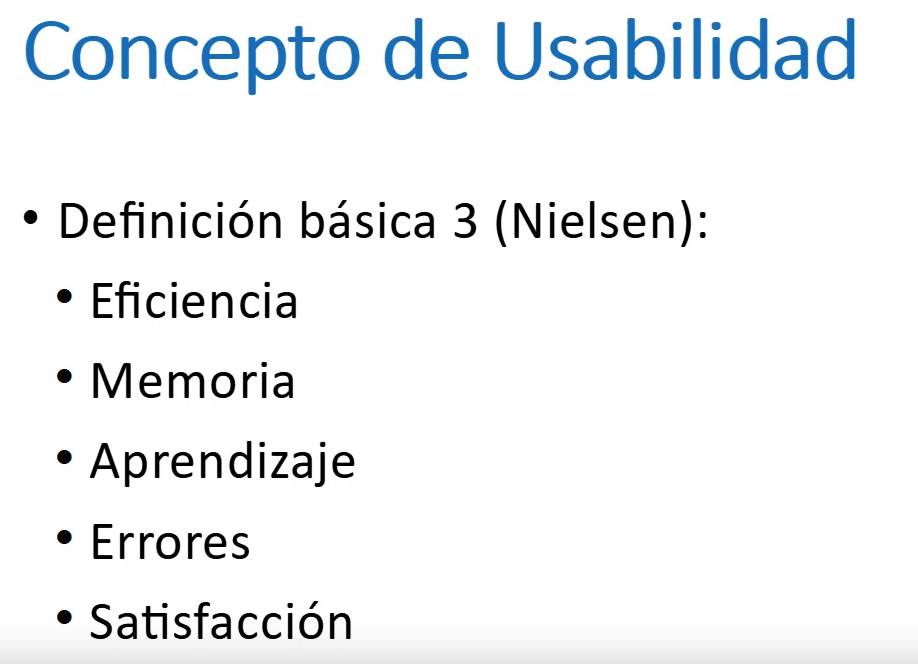 Concepto de Usabilidad
• Definición básica 3 (Nielsen):
• Eficiencia
• Memoria
• Aprendizaje
• Errores
• Satisfacción